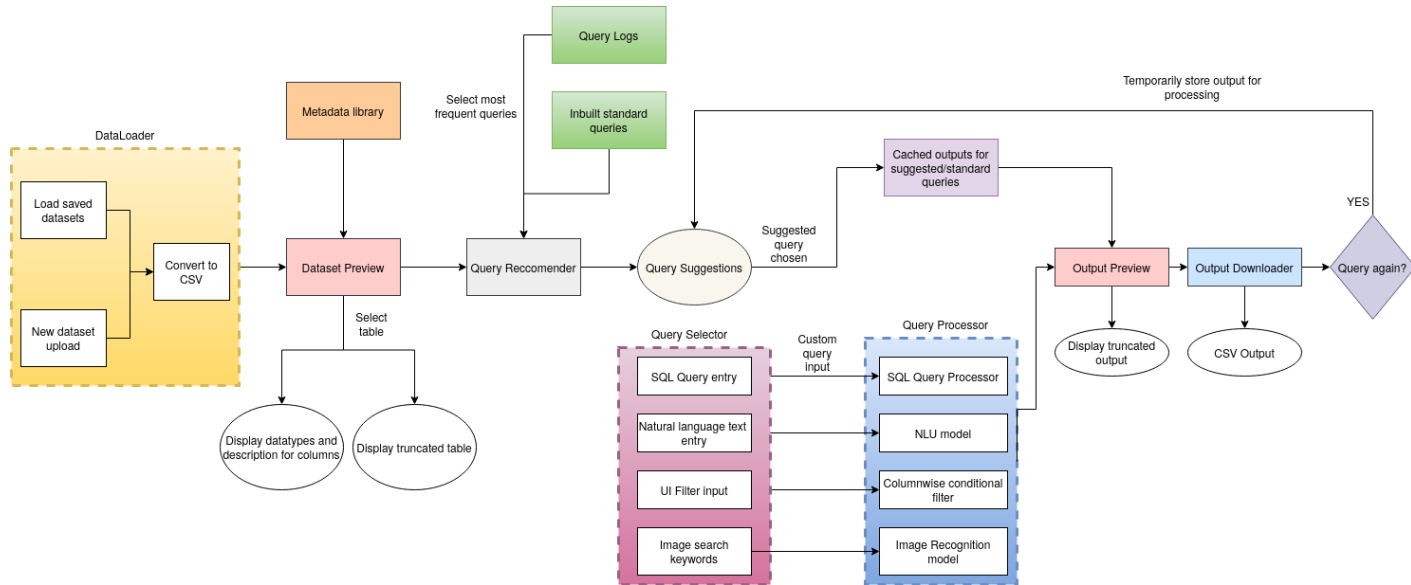 Query Logs
Temporarily store output for
processing
Select most
frequent queries
Metadata library
Inbuilt standard
queries
DataLoader
Cached outputs for
suggested/standard
queries
Load saved
datasets
YES
Suggested
query
chosen
Convert to
CSV
Dataset Preview
Query Reccomender
Query Suggestions
Output Preview
Output Downloader
Query again?
New dataset
upload
Select
table
Query Selector
Custom
query
input
Query Processor
Display truncated
output
CSV Output
SQL Query entry
SQL Query Processor
Natural language text
entry
NLU model
Display datatypes and
description for columns
Display truncated table
UI Filter input
Columnwise conditional
filter
Image search
keywords
Image Recognition
model